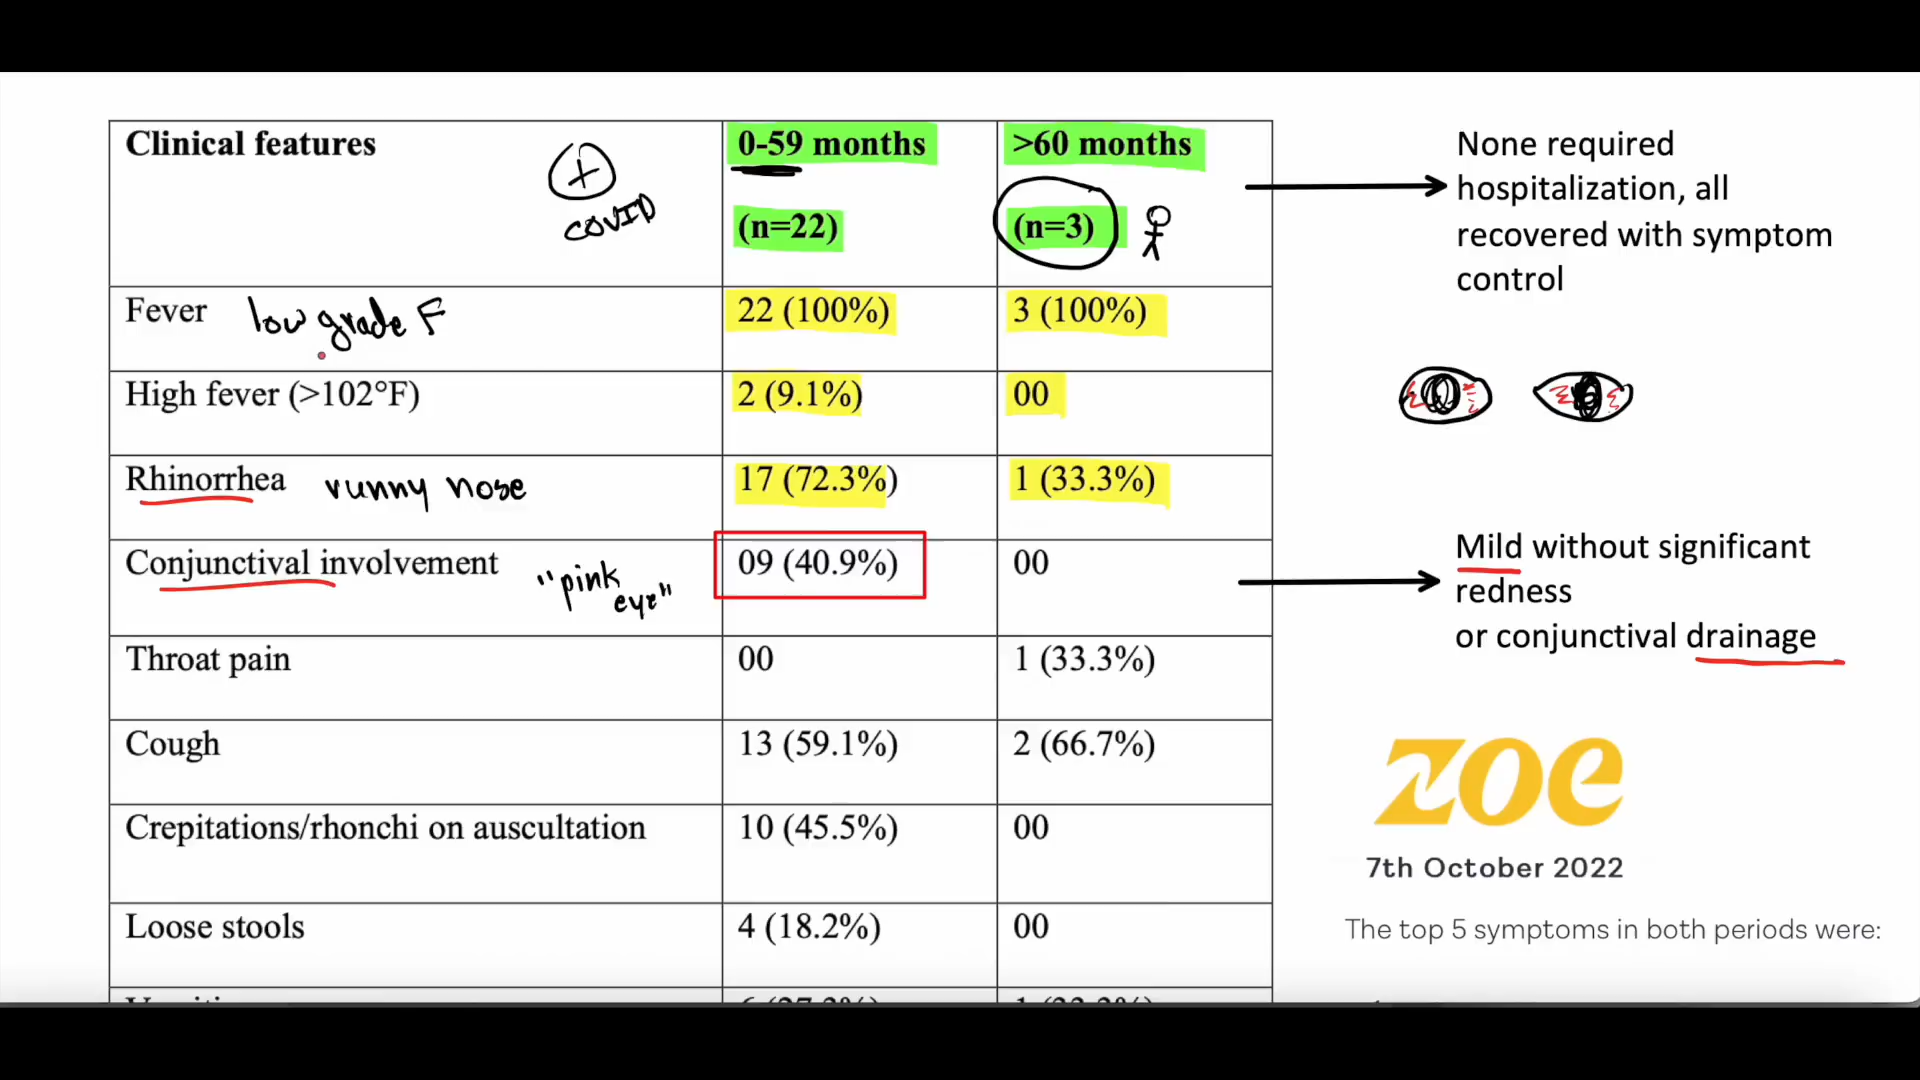 Clinical features
+
COVID
0-59 months
(n=22)
>60 months
(n=3)
None required
hospitalization, all
recovered with symptom
control
Fever low grade F 22 (100%) 3 (100%)
High fever (>102°F) 2 (9.1%) 00
Rhinorrhea runny nose 17 (72.3%) 1 (33.3%)
Conjunctival involvement "pink eye" 09 (40.9%) 00
Mild without significant
redness
or conjunctival drainage
Throat pain 00 1 (33.3%)
Cough 13 (59.1%) 2 (66.7%)
Crepitations/rhonchi on auscultation 10 (45.5%) 00
Loose stools 4 (18.2%) 00
zoe
7th October 2022
The top 5 symptoms in both periods were: